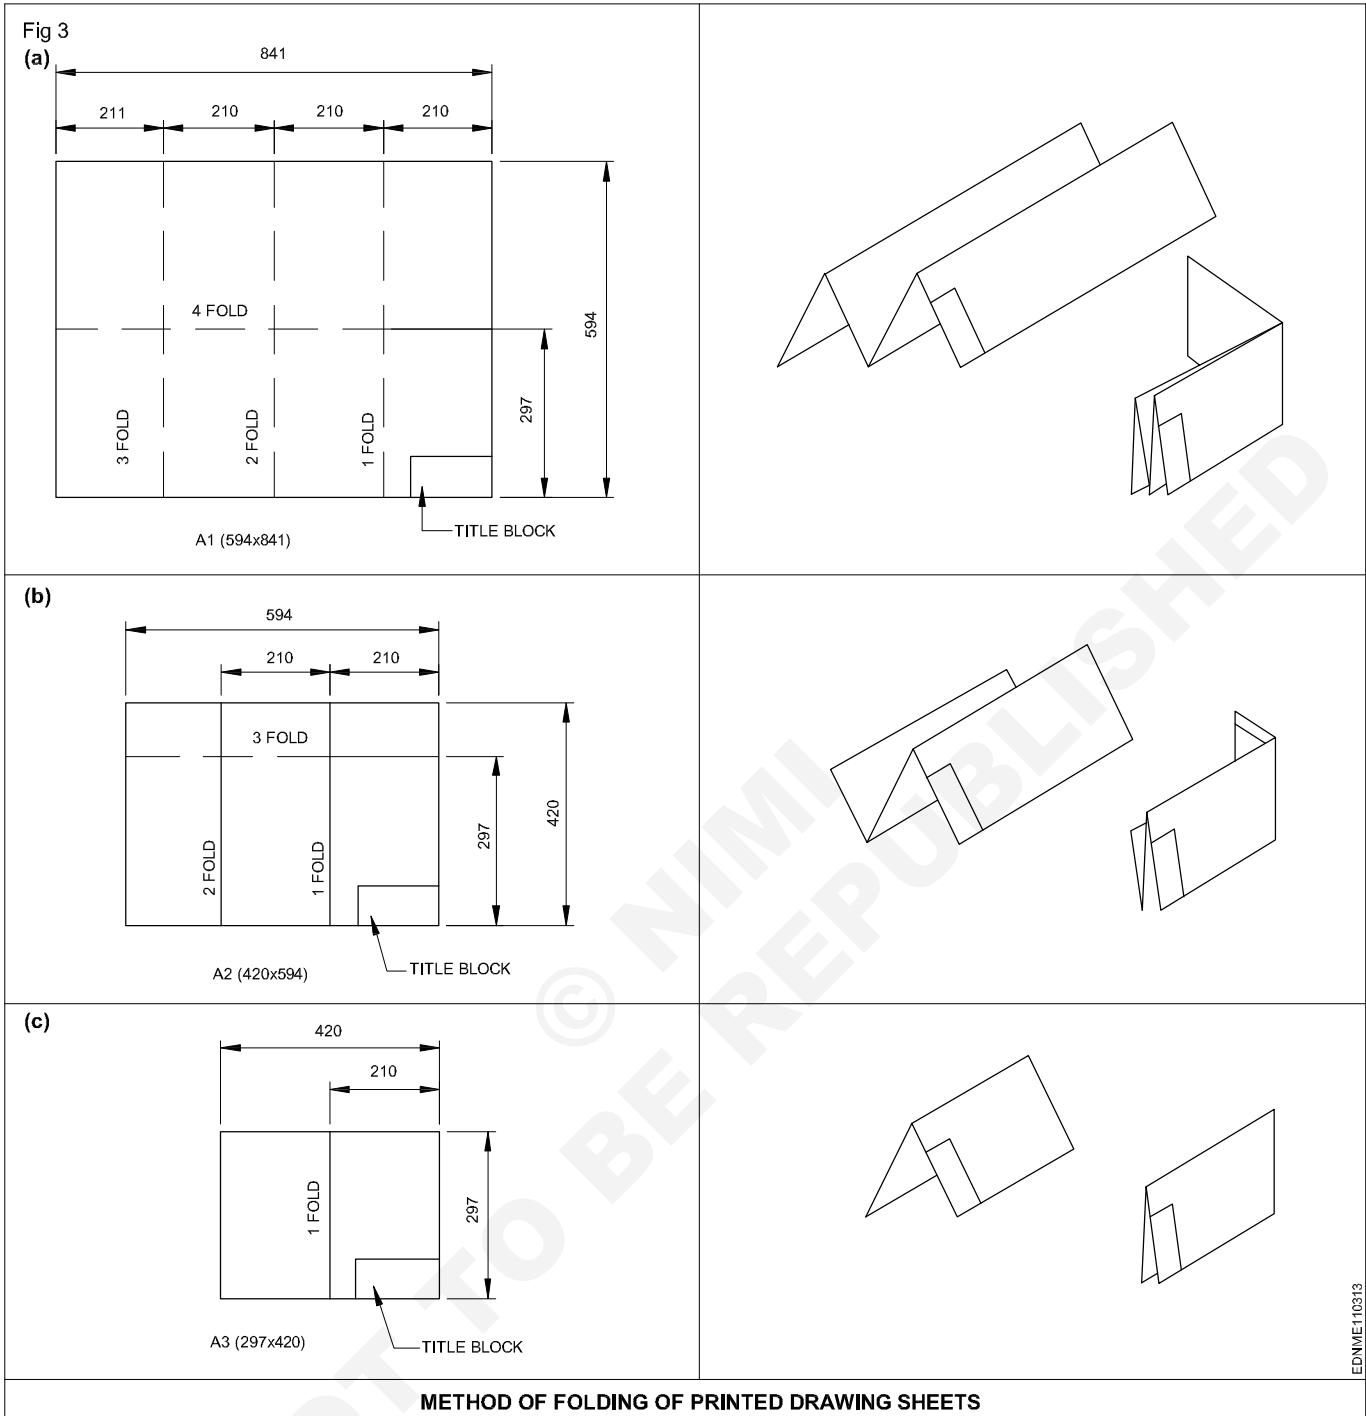 Fig 3
(a)
841
211 210 210 210
4 FOLD
594
297
3 FOLD
2 FOLD
1 FOLD
TITLE BLOCK
A1 (594x841)
(b)
594
210 210
3 FOLD
420
297
2 FOLD
1 FOLD
TITLE BLOCK
A2 (420x594)
(c)
420
210
1 FOLD
297
TITLE BLOCK
A3 (297x420)
© NIMI
NOT TO BE REPUBLISHED
EDNME110313
METHOD OF FOLDING OF PRINTED DRAWING SHEETS